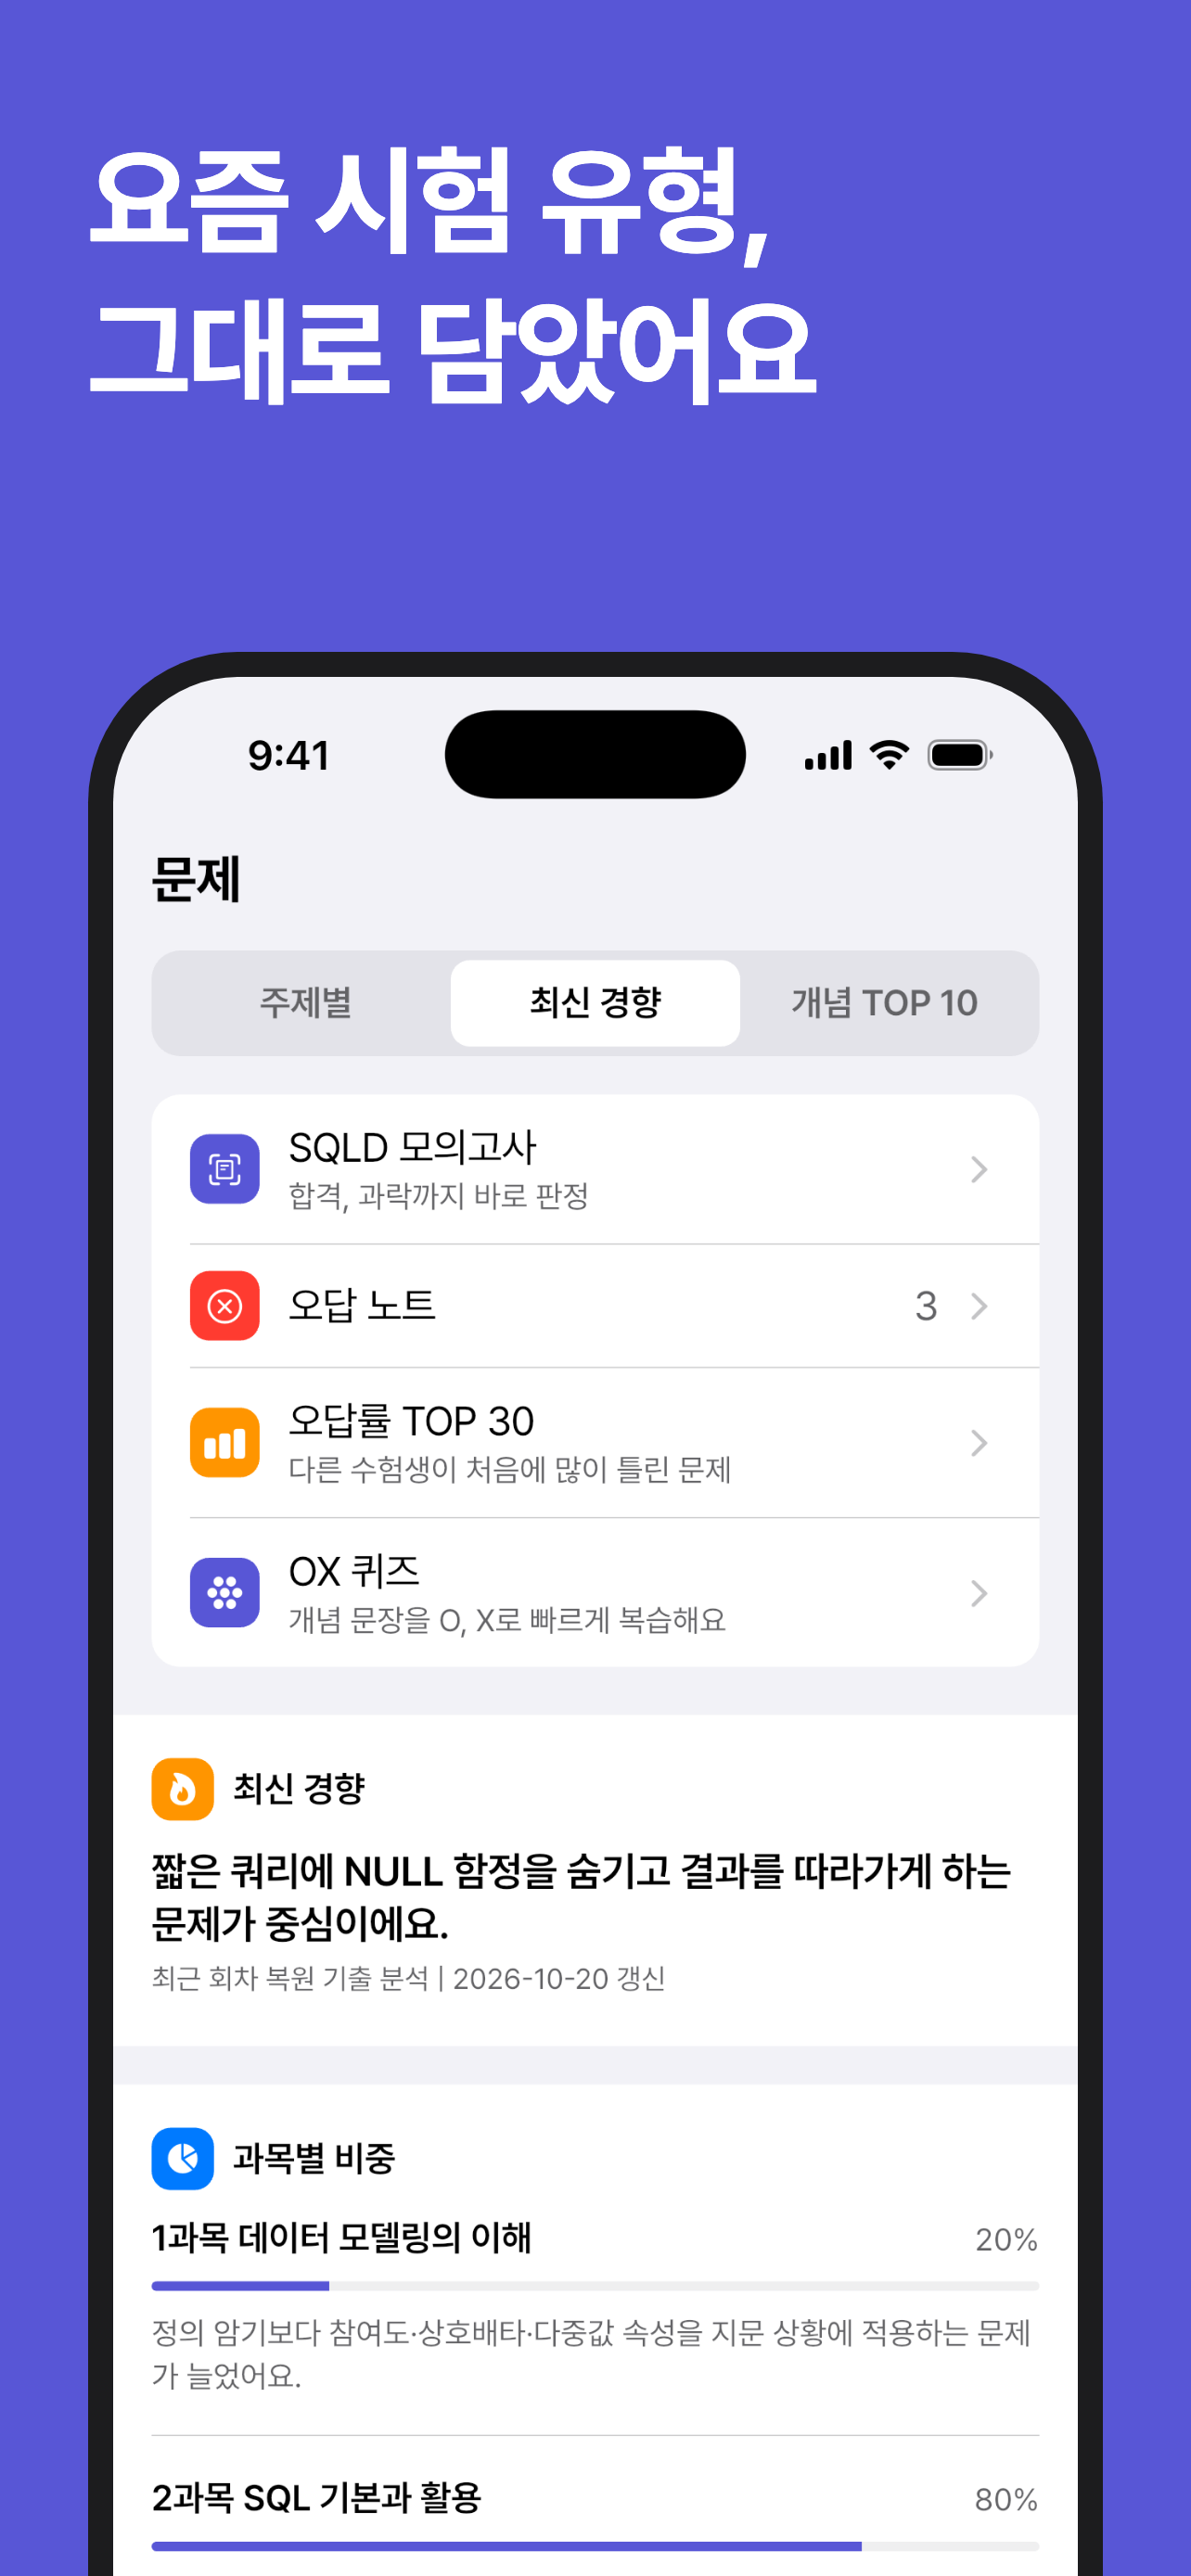 요즘 시험 유형,
그대로 담았어요
9:41
문제
주제별
최신 경향
개념 TOP 10
SQLD 모의고사
합격, 과락까지 바로 판정
오답 노트
3
오답률 TOP 30
다른 수험생이 처음에 많이 틀린 문제
OX 퀴즈
개념 문장을 O, X로 빠르게 복습해요
최신 경향
짧은 쿼리에 NULL 함정을 숨기고 결과를 따라가게 하는
문제가 중심이에요.
최근 회차 복원 기출 분석 | 2026-10-20 갱신
과목별 비중
1과목 데이터 모델링의 이해
20%
정의 암기보다 참여도·상호배타·다중값 속성을 지문 상황에 적용하는 문제
가 늘었어요.
2과목 SQL 기본과 활용
80%